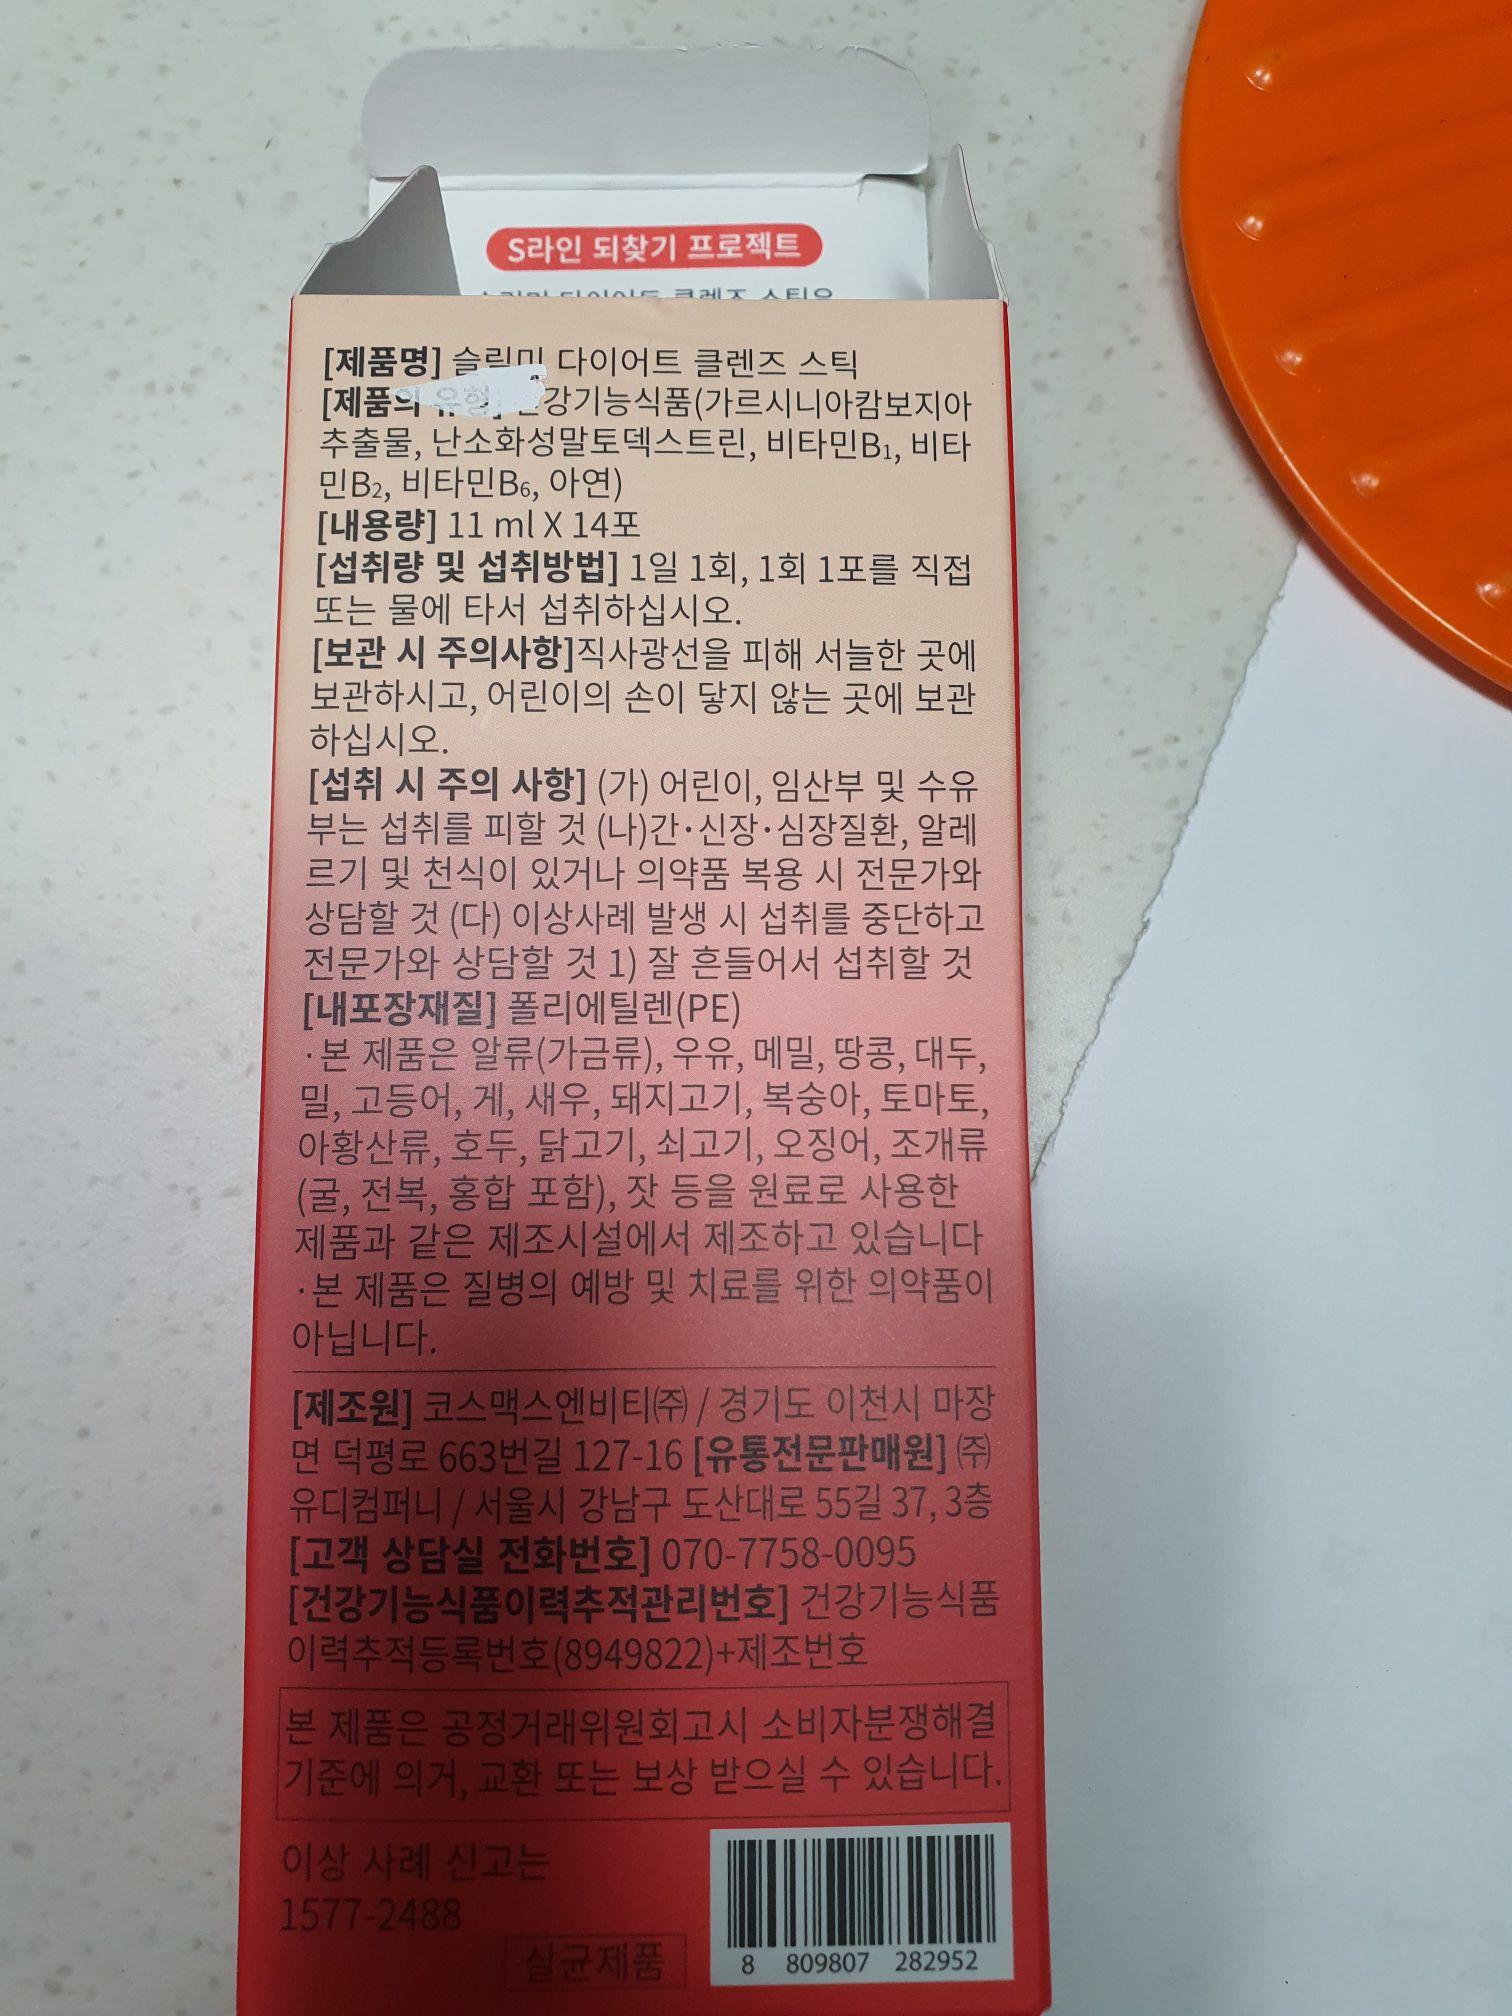 S라인 되찾기 프로젝트
다이어트 클렌즈 스틱은
[제품명] 슬림미 다이어트 클렌즈 스틱
[제품의 유형] 건강기능식품(가르시니아캄보지아
추출물, 난소화성말토덱스트린, 비타민B₁, 비타
민B₂, 비타민B₆, 아연)
[내용량] 11 ml X 14포
[섭취량 및 섭취방법] 1일 1회, 1회 1포를 직접
또는 물에 타서 섭취하십시오.
[보관 시 주의사항]직사광선을 피해 서늘한 곳에
보관하시고, 어린이의 손이 닿지 않는 곳에 보관
하십시오.
[섭취 시 주의 사항] (가) 어린이, 임산부 및 수유
부는 섭취를 피할 것 (나)간·신장·심장질환, 알레
르기 및 천식이 있거나 의약품 복용 시 전문가와
상담할 것 (다) 이상사례 발생 시 섭취를 중단하고
전문가와 상담할 것 1) 잘 흔들어서 섭취할 것
[내포장재질] 폴리에틸렌(PE)
·본 제품은 알류(가금류), 우유, 메밀, 땅콩, 대두,
밀, 고등어, 게, 새우, 돼지고기, 복숭아, 토마토,
아황산류, 호두, 닭고기, 쇠고기, 오징어, 조개류
(굴, 전복, 홍합 포함), 잣 등을 원료로 사용한
제품과 같은 제조시설에서 제조하고 있습니다
·본 제품은 질병의 예방 및 치료를 위한 의약품이
아닙니다.
[제조원] 코스맥스엔비티㈜ / 경기도 이천시 마장
면 덕평로 663번길 127-16 [유통전문판매원] ㈜
유디컴퍼니 / 서울시 강남구 도산대로 55길 37, 3층
[고객 상담실 전화번호] 070-7758-0095
[건강기능식품이력추적관리번호] 건강기능식품
이력추적등록번호(8949822)+제조번호
본 제품은 공정거래위원회고시 소비자분쟁해결
기준에 의거, 교환 또는 보상 받으실 수 있습니다.
이상 사례 신고는
1577-2488
살균제품
8 809807 282952